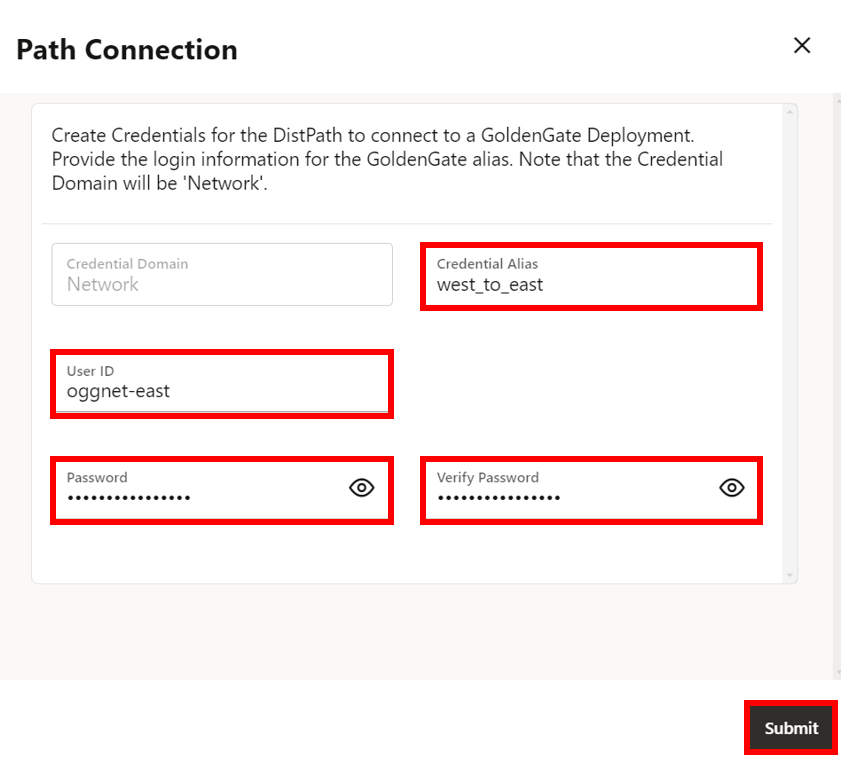 Path Connection
Create Credentials for the DistPath to connect to a GoldenGate Deployment.
Provide the login information for the GoldenGate alias. Note that the Credential
Domain will be 'Network'.
Credential Domain
Network
Credential Alias
west_to_east
User ID
oggnet-east
Password
••••••••••••••••
Verify Password
••••••••••••••••
Submit